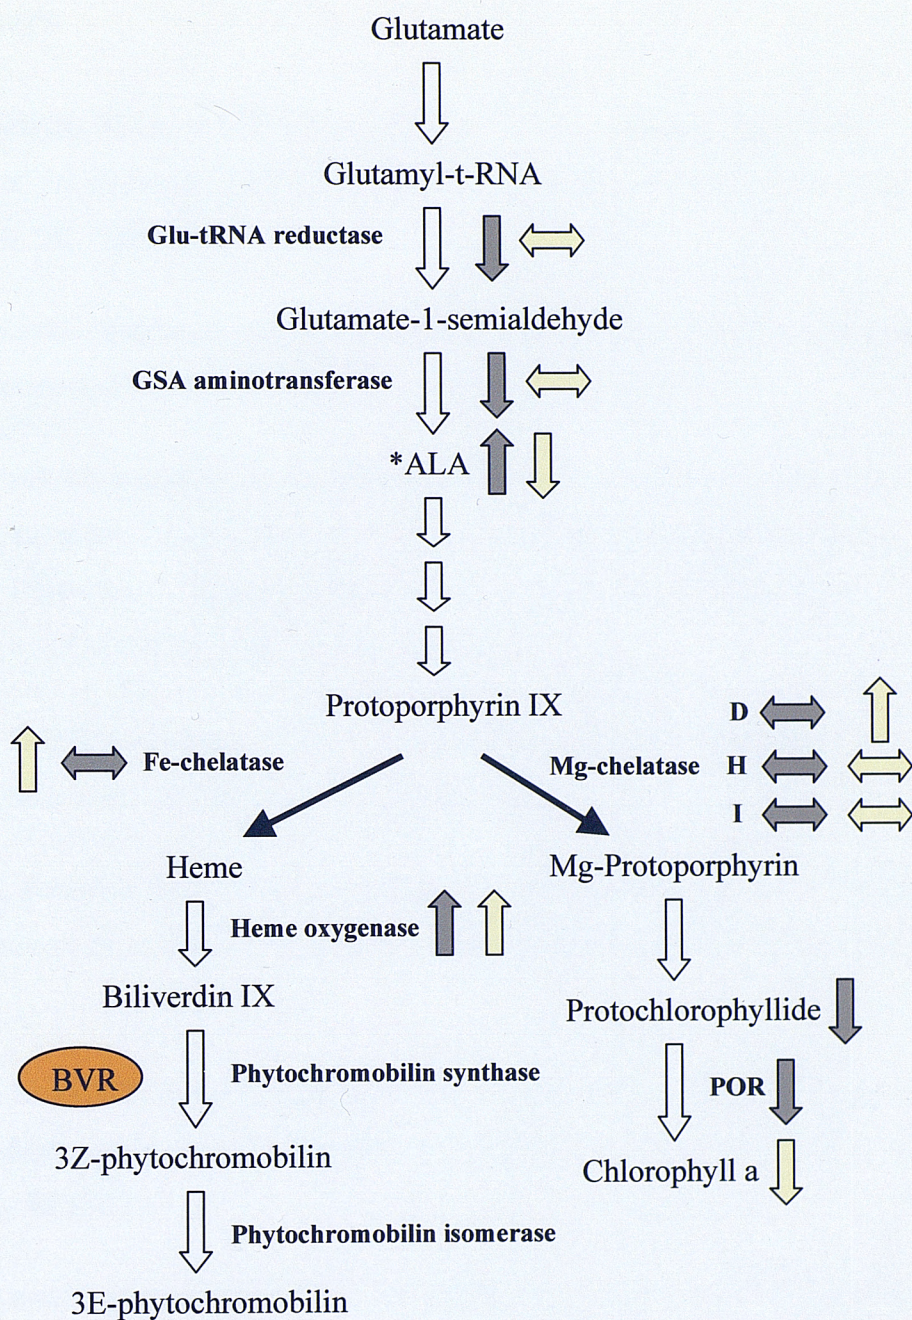 Glutamate
Glutamyl-t-RNA
Glu-tRNA reductase
Glutamate-1-semialdehyde
GSA aminotransferase
*ALA
Protoporphyrin IX
D
Fe-chelatase
Mg-chelatase H
I
Heme
Mg-Protoporphyrin
Heme oxygenase
Biliverdin IX
Protochlorophyllide
BVR
Phytochromobilin synthase
POR
3Z-phytochromobilin
Chlorophyll a
Phytochromobilin isomerase
3E-phytochromobilin